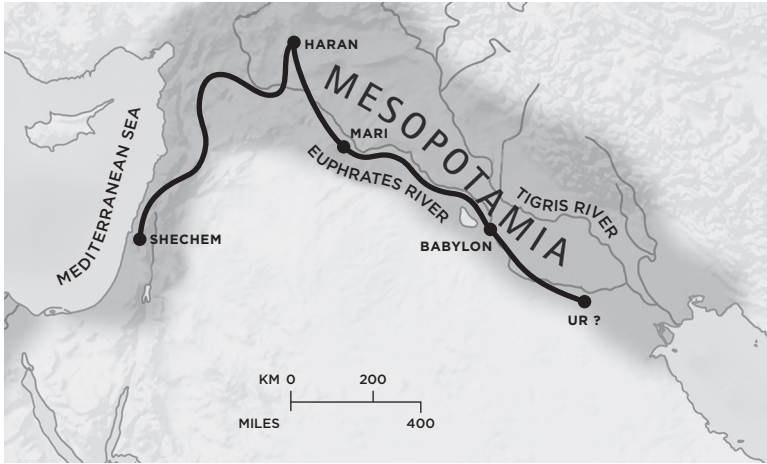 HARAN
MESOPOTAMIA
MARI
EUPHRATES RIVER
TIGRIS RIVER
MEDITERRANEAN SEA
SHECHEM
BABYLON
UR ?
KM 0 200
MILES 400